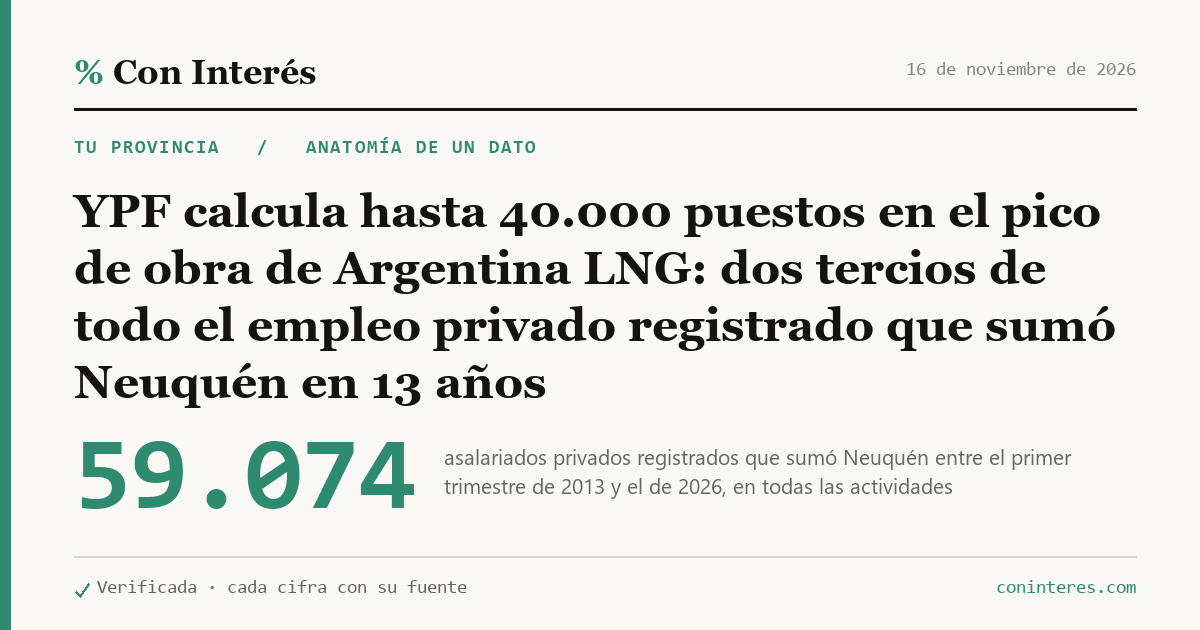 % Con Interés
16 de noviembre de 2026
TU PROVINCIA / ANATOMÍA DE UN DATO
YPF calcula hasta 40.000 puestos en el pico
de obra de Argentina LNG: dos tercios de
todo el empleo privado registrado que sumó
Neuquén en 13 años
59.074
asalariados privados registrados que sumó Neuquén entre el primer
trimestre de 2013 y el de 2026, en todas las actividades
✓ Verificada · cada cifra con su fuente
coninteres.com